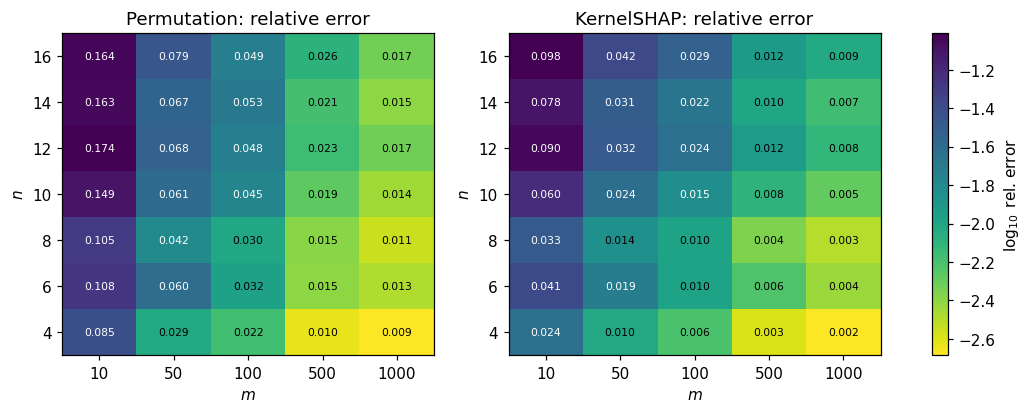 Permutation: relative error
n
16 0.164 0.079 0.049 0.026 0.017
14 0.163 0.067 0.053 0.021 0.015
12 0.174 0.068 0.048 0.023 0.017
10 0.149 0.061 0.045 0.019 0.014
8 0.105 0.042 0.030 0.015 0.011
6 0.108 0.060 0.032 0.015 0.013
4 0.085 0.029 0.022 0.010 0.009
10 50 100 500 1000
m
KernelSHAP: relative error
n
16 0.098 0.042 0.029 0.012 0.009
14 0.078 0.031 0.022 0.010 0.007
12 0.090 0.032 0.024 0.012 0.008
10 0.060 0.024 0.015 0.008 0.005
8 0.033 0.014 0.010 0.004 0.003
6 0.041 0.019 0.010 0.006 0.004
4 0.024 0.010 0.006 0.003 0.002
10 50 100 500 1000
m
−1.2
−1.4
−1.6
−1.8
−2.0
−2.2
−2.4
−2.6
log₁₀ rel. error